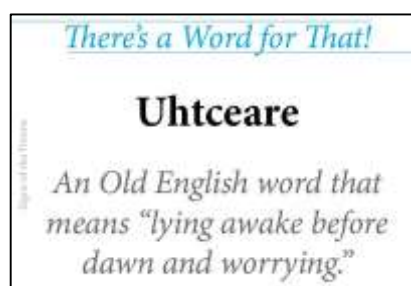 There's a Word for That!
Uhtceare
An Old English word that
means “lying awake before
dawn and worrying.”